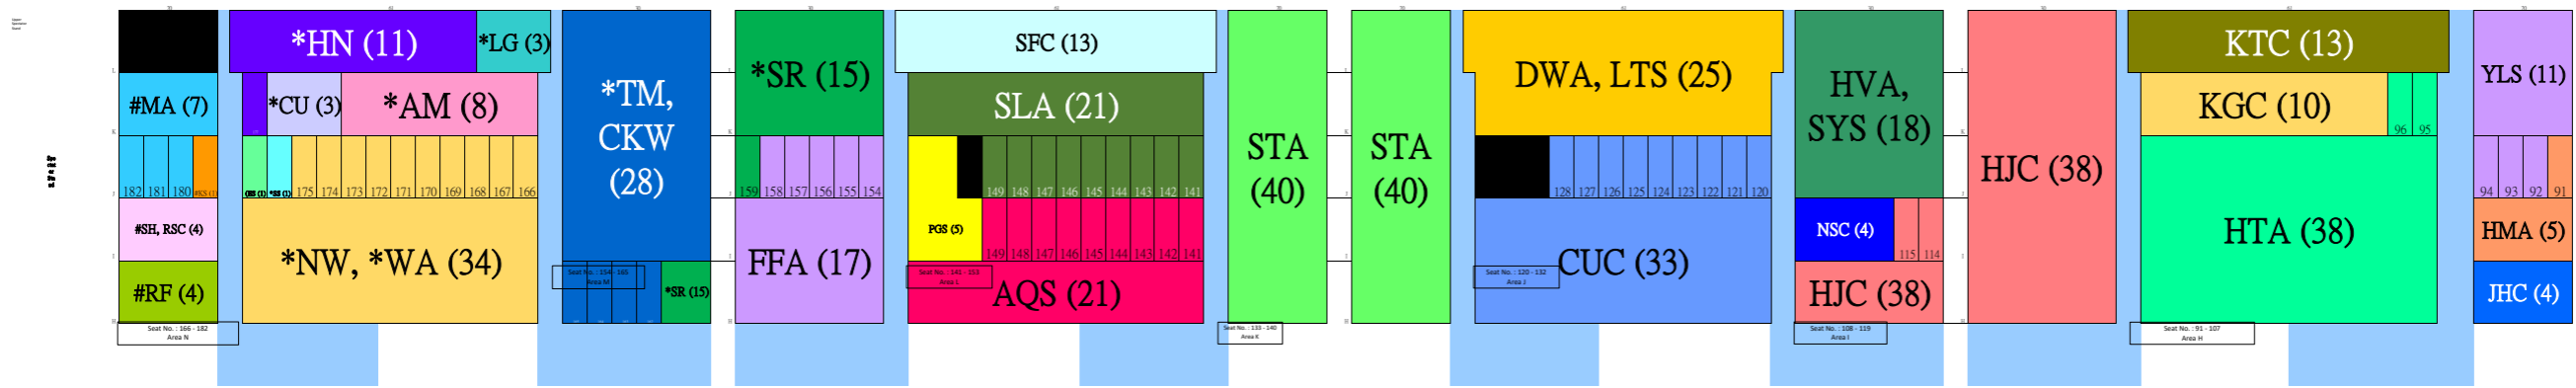 *HN (11)
*LG (3)
#MA (7)
*CU (3)
*AM (8)
182 181 180 #KS (1)
*SS (1)
175 174 173 172 171 170 169 168 167 166
#SH, RSC (4)
*NW, *WA (34)
#RF (4)
Seat No. : 166 - 182
Area N
*TM,
CKW
(28)
*SR (15)
Seat No. : 154 - 165
Area M
*SR (15)
159 158 157 156 155 154
FFA (17)
SFC (13)
SLA (21)
149 148 147 146 145 144 143 142 141
PGS (5)
149 148 147 146 145 144 143 142 141
AQS (21)
Seat No. : 141 - 153
Area L
STA
(40)
Seat No. : 133 - 140
Area K
STA
(40)
DWA, LTS (25)
128 127 126 125 124 123 122 121 120
CUC (33)
Seat No. : 120 - 132
Area J
HVA,
SYS (18)
NSC (4)
115 114
HJC (38)
Seat No. : 108 - 119
Area I
HJC (38)
KTC (13)
KGC (10)
96 95
HTA (38)
Seat No. : 91 - 107
Area H
YLS (11)
94 93 92 91
HMA (5)
JHC (4)